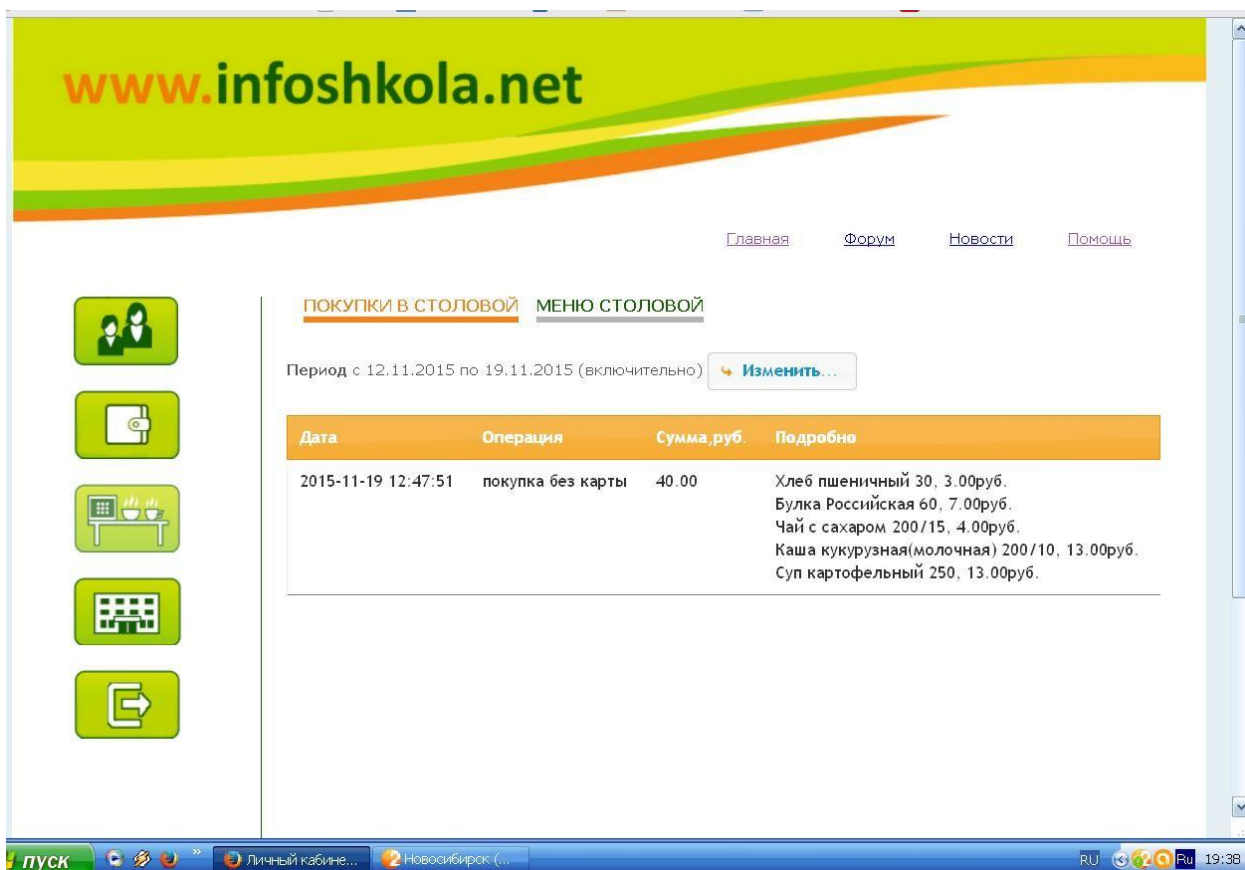 www.infoshkola.net
Главная Форум Новости Помощь
ПОКУПКИ В СТОЛОВОЙ МЕНЮ СТОЛОВОЙ
Период с 12.11.2015 по 19.11.2015 (включительно) Изменить...
Дата Операция Сумма,руб. Подробно
2015-11-19 12:47:51 покупка без карты 40.00 Хлеб пшеничный 30, 3.00руб.
Булка Российская 60, 7.00руб.
Чай с сахаром 200/15, 4.00руб.
Каша кукурузная(молочная) 200/10, 13.00руб.
Суп картофельный 250, 13.00руб.
пуск » Личный кабине... 2 Новосибирск (... RU 2 Ru 19:38